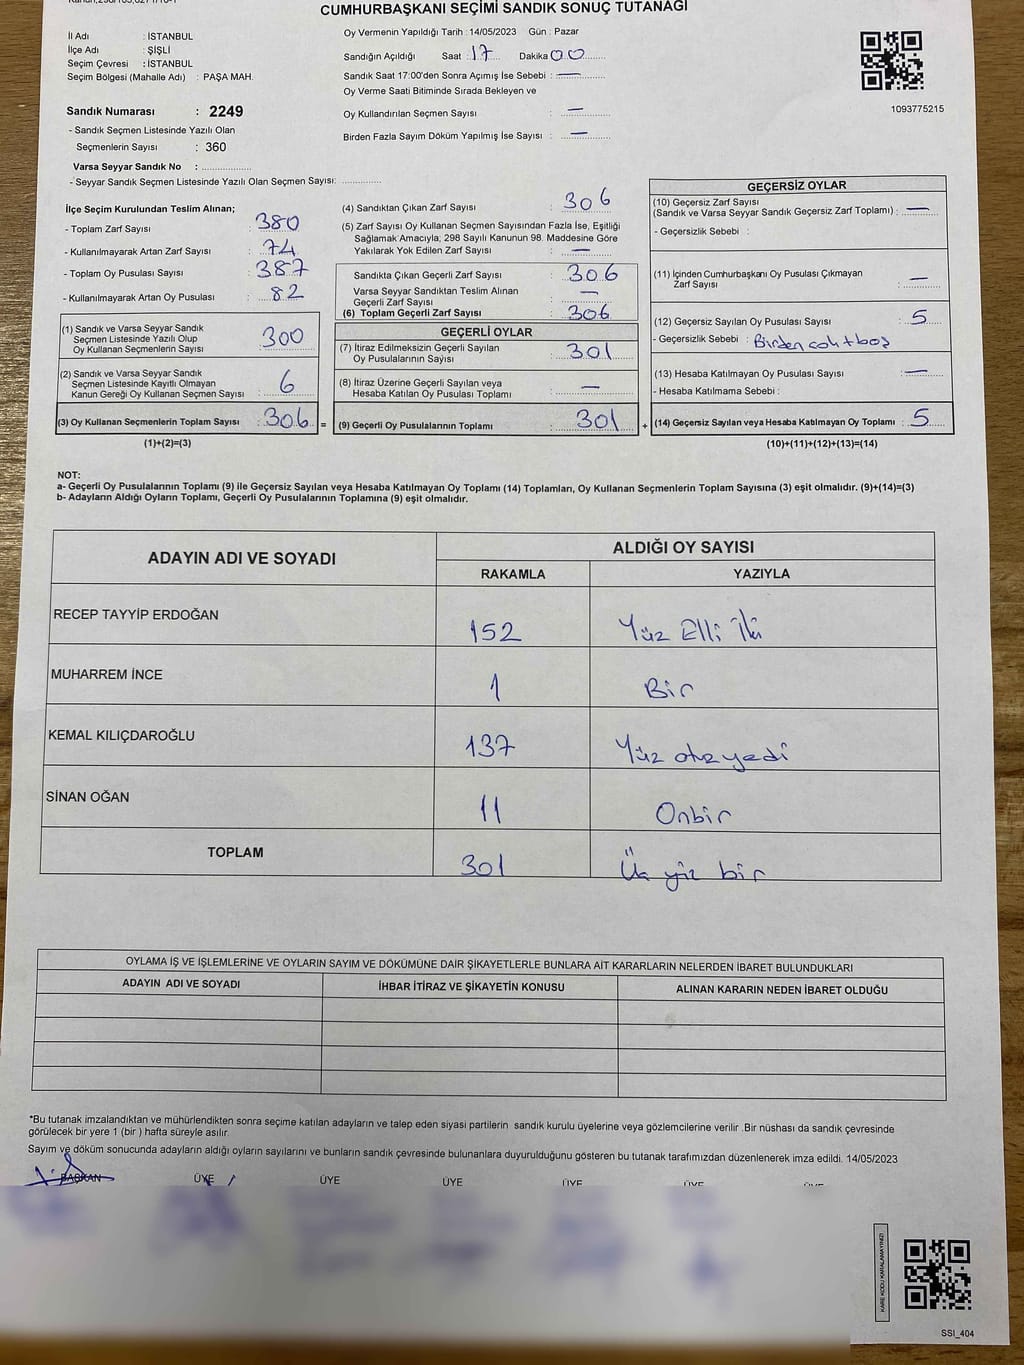 CUMHURBAŞKANI SEÇİMİ SANDIK SONUÇ TUTANAĞI
İl Adı : İSTANBUL
İlçe Adı : ŞİŞLİ
Seçim Çevresi : İSTANBUL
Seçim Bölgesi (Mahalle Adı) : PAŞA MAH.
Sandık Numarası : 2249
- Sandık Seçmen Listesinde Yazılı Olan
Seçmenlerin Sayısı : 360
Varsa Seyyar Sandık No :
- Seyyar Sandık Seçmen Listesinde Yazılı Olan Seçmen Sayısı:
Oy Vermenin Yapıldığı Tarih : 14/05/2023 Gün : Pazar
Sandığın Açıldığı Saat : 17 Dakika 00
Sandık Saat 17:00'den Sonra Açımış İse Sebebi : —
Oy Verme Saati Bitiminde Sırada Bekleyen ve
Oy Kullandırılan Seçmen Sayısı : —
Birden Fazla Sayım Döküm Yapılmış İse Sayısı : —
1093775215
İlçe Seçim Kurulundan Teslim Alınan;
- Toplam Zarf Sayısı : 380
- Kullanılmayarak Artan Zarf Sayısı : 74
- Toplam Oy Pusulası Sayısı : 387
- Kullanılmayarak Artan Oy Pusulası : 82
(1) Sandık ve Varsa Seyyar Sandık
Seçmen Listesinde Yazılı Olup
Oy Kullanan Seçmenlerin Sayısı : 300
(2) Sandık ve Varsa Seyyar Sandık
Seçmen Listesinde Kayıtlı Olmayan
Kanun Gereği Oy Kullanan Seçmen Sayısı : 6
(3) Oy Kullanan Seçmenlerin Toplam Sayısı : 306 =
(1)+(2)=(3)
(4) Sandıktan Çıkan Zarf Sayısı : 306
(5) Zarf Sayısı Oy Kullanan Seçmen Sayısından Fazla İse, Eşitliği
Sağlamak Amacıyla, 298 Sayılı Kanunun 98. Maddesine Göre
Yakılarak Yok Edilen Zarf Sayısı : —
Sandıkta Çıkan Geçerli Zarf Sayısı : 306
Varsa Seyyar Sandıktan Teslim Alınan
Geçerli Zarf Sayısı : —
(6) Toplam Geçerli Zarf Sayısı : 306
GEÇERLİ OYLAR
(7) İtiraz Edilmeksizin Geçerli Sayılan
Oy Pusulalarının Sayısı : 301
(8) İtiraz Üzerine Geçerli Sayılan veya
Hesaba Katılan Oy Pusulası Toplamı : —
(9) Geçerli Oy Pusulalarının Toplamı : 301 +
GEÇERSİZ OYLAR
(10) Geçersiz Zarf Sayısı
(Sandık ve Varsa Seyyar Sandık Geçersiz Zarf Toplamı) : —
- Geçersizlik Sebebi :
(11) İçinden Cumhurbaşkanı Oy Pusulası Çıkmayan
Zarf Sayısı : —
(12) Geçersiz Sayılan Oy Pusulası Sayısı : 5
- Geçersizlik Sebebi : Birden cok + boş
(13) Hesaba Katılmayan Oy Pusulası Sayısı : —
- Hesaba Katılmama Sebebi :
(14) Geçersiz Sayılan veya Hesaba Katılmayan Oy Toplamı : 5
(10)+(11)+(12)+(13)=(14)
NOT:
a- Geçerli Oy Pusulalarının Toplamı (9) ile Geçersiz Sayılan veya Hesaba Katılmayan Oy Toplamı (14) Toplamları, Oy Kullanan Seçmenlerin Toplam Sayısına (3) eşit olmalıdır. (9)+(14)=(3)
b- Adayların Aldığı Oyların Toplamı, Geçerli Oy Pusulalarının Toplamına (9) eşit olmalıdır.
ADAYIN ADI VE SOYADI ALDIĞI OY SAYISI
RAKAMLA YAZIYLA
RECEP TAYYİP ERDOĞAN 152 Yüz Elli İki
MUHARREM İNCE 1 Bir
KEMAL KILIÇDAROĞLU 137 Yüz otuz yedi
SİNAN OĞAN 11 Onbir
TOPLAM 301 Üç yüz bir
OYLAMA İŞ VE İŞLEMLERİNE VE OYLARIN SAYIM VE DÖKÜMÜNE DAİR ŞİKAYETLERLE BUNLARA AİT KARARLARIN NELERDEN İBARET BULUNDUKLARI
ADAYIN ADI VE SOYADI İHBAR İTİRAZ VE ŞİKAYETİN KONUSU ALINAN KARARIN NEDEN İBARET OLDUĞU
*Bu tutanak imzalandıktan ve mühürlendikten sonra seçime katılan adayların ve talep eden siyasi partilerin sandık kurulu üyelerine veya gözlemcilerine verilir .Bir nüshası da sandık çevresinde
görülecek bir yere 1 (bir ) hafta süreyle asılır.
Sayım ve döküm sonucunda adayların aldığı oyların sayılarını ve bunların sandık çevresinde bulunanlara duyurulduğunu gösteren bu tutanak tarafımızdan düzenlenerek imza edildi. 14/05/2023
BAŞKAN ÜYE ÜYE ÜYE ÜYE ÜYE
KARE KODU KARALAMAYINIZ!
SSI_404